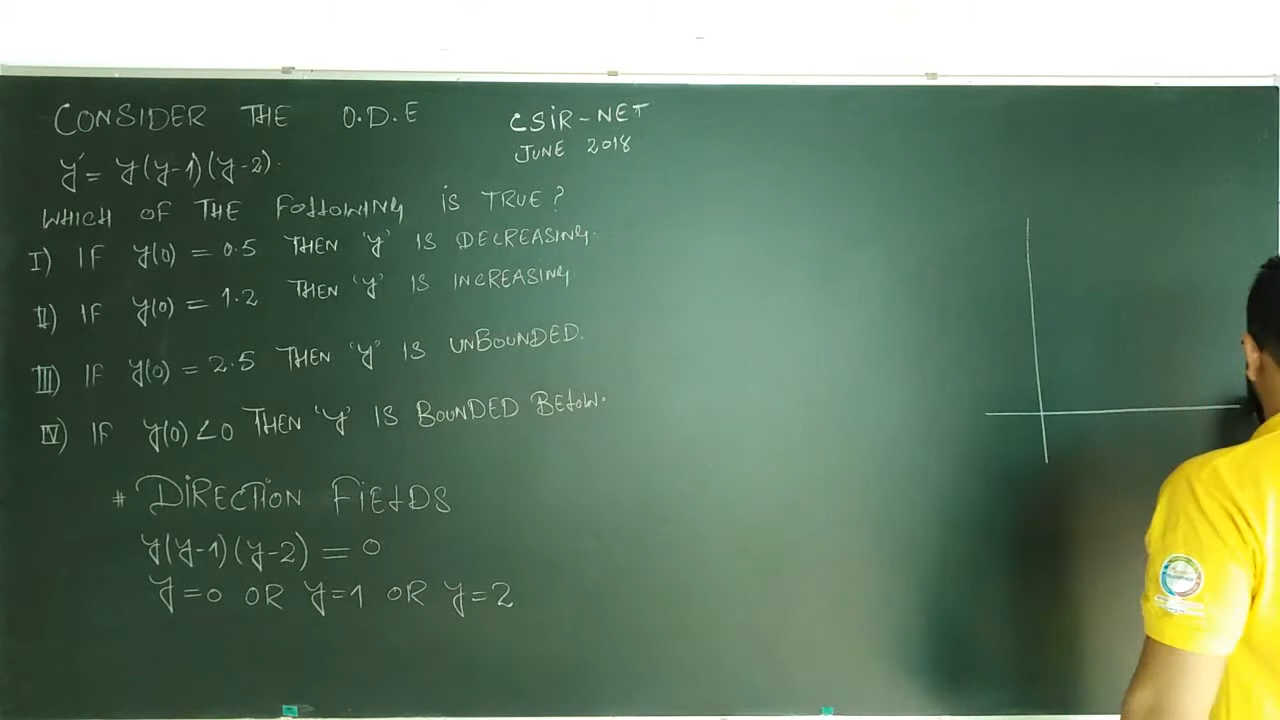 CONSIDER THE O.D.E
CSiR-NET
JUNE 2018
y' = y(y-1)(y-2).
WHICH OF THE FOLLOWING iS TRUE?
I) IF y(0) = 0.5 THEN 'y' IS DECREASING.
II) IF y(0) = 1.2 THEN 'y' IS INCREASING
III) IF y(0) = 2.5 THEN 'y' IS UNBOUNDED.
IV) IF y(0) <0 THEN 'y' IS BOUNDED BELOW.
# DIRECTION FIELDS
y(y-1)(y-2) = 0
y=0 OR y=1 OR y=2